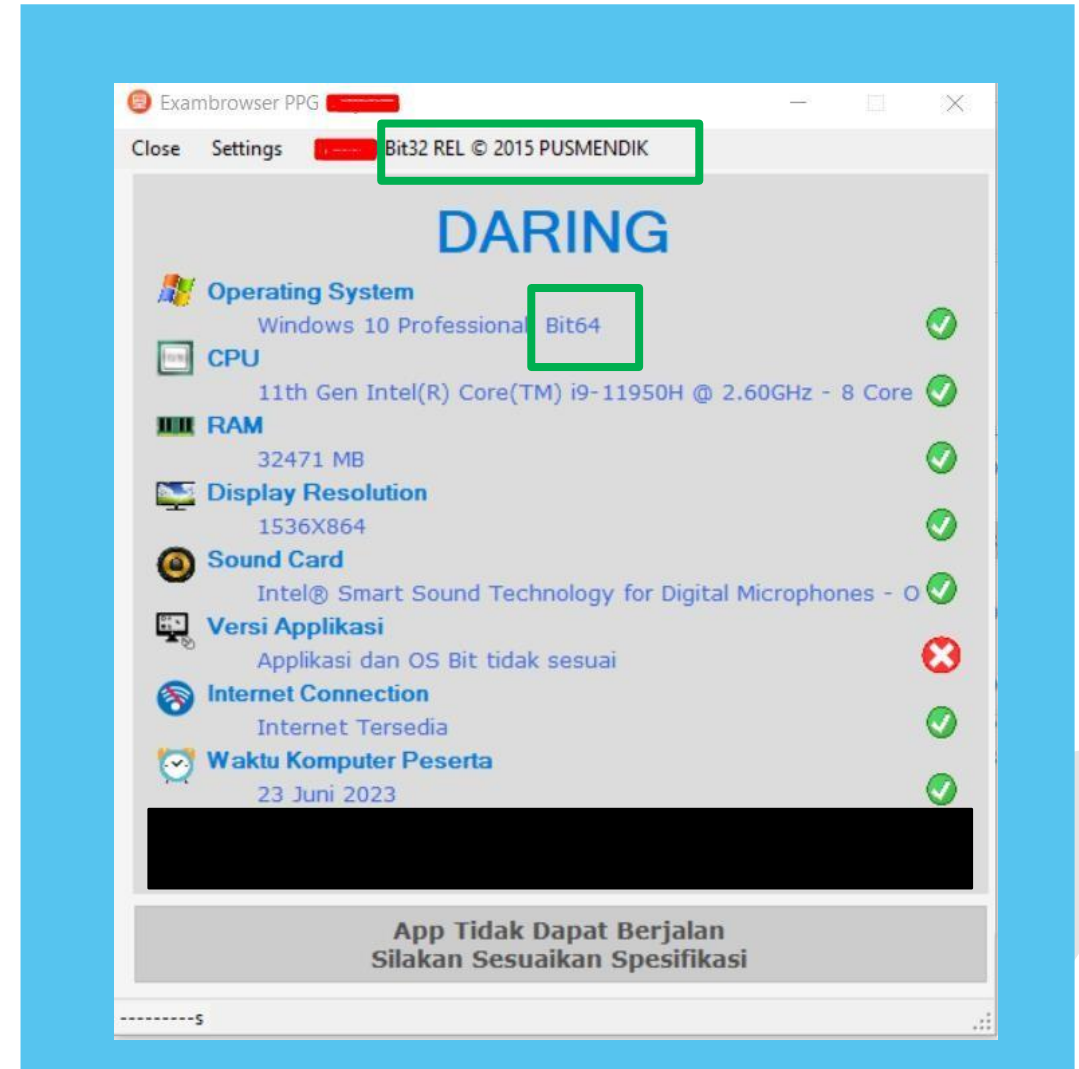 Exambrowser PPG
Close Settings Bit32 REL © 2015 PUSMENDIK
DARING
Operating System
Windows 10 Professional Bit64
CPU
11th Gen Intel(R) Core(TM) i9-11950H @ 2.60GHz - 8 Core
RAM
32471 MB
Display Resolution
1536X864
Sound Card
Intel® Smart Sound Technology for Digital Microphones - O
Versi Applikasi
Applikasi dan OS Bit tidak sesuai
Internet Connection
Internet Tersedia
Waktu Komputer Peserta
23 Juni 2023
App Tidak Dapat Berjalan
Silakan Sesuaikan Spesifikasi
---------s